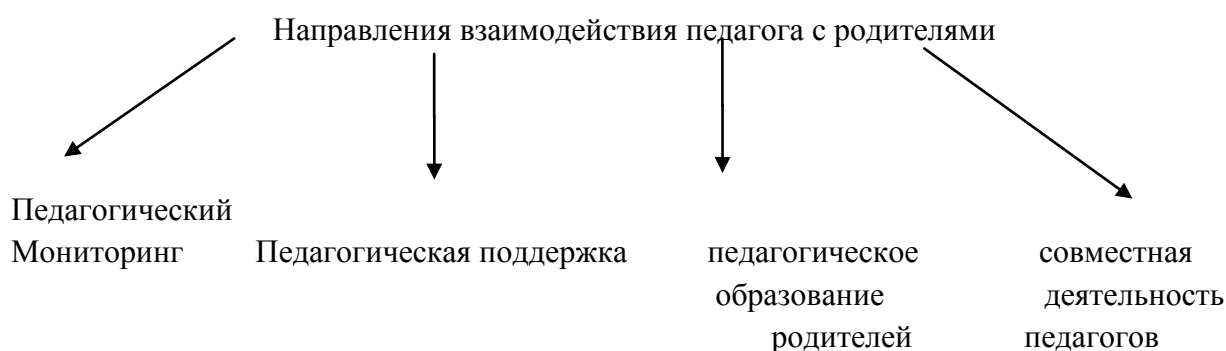 Направления взаимодействия педагога с родителями
Педагогический
Мониторинг Педагогическая поддержка педагогическое совместная
образование деятельность
родителей педагогов